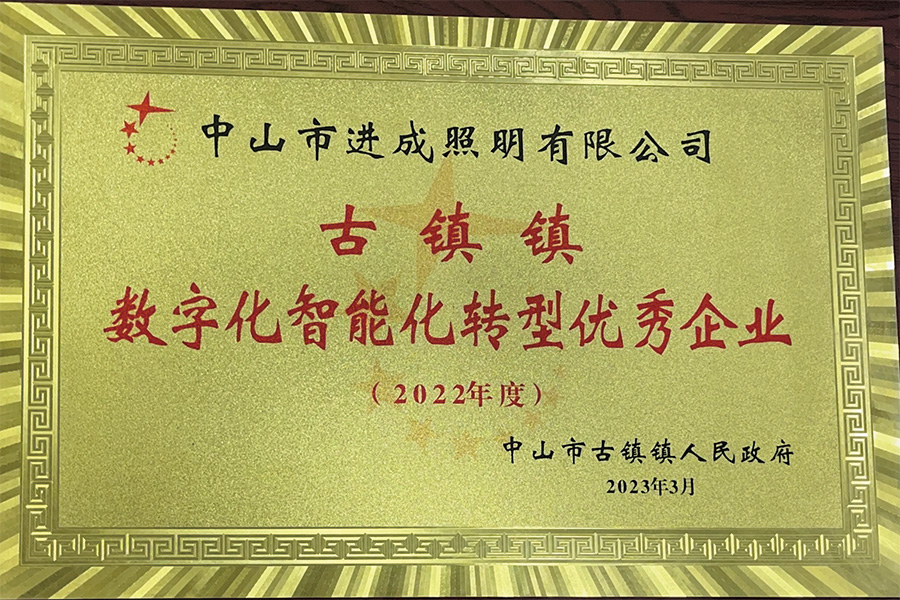 中山市进成照明有限公司
古镇镇
数字化智能化转型优秀企业
（2022年度）
中山市古镇镇人民政府
2023年3月